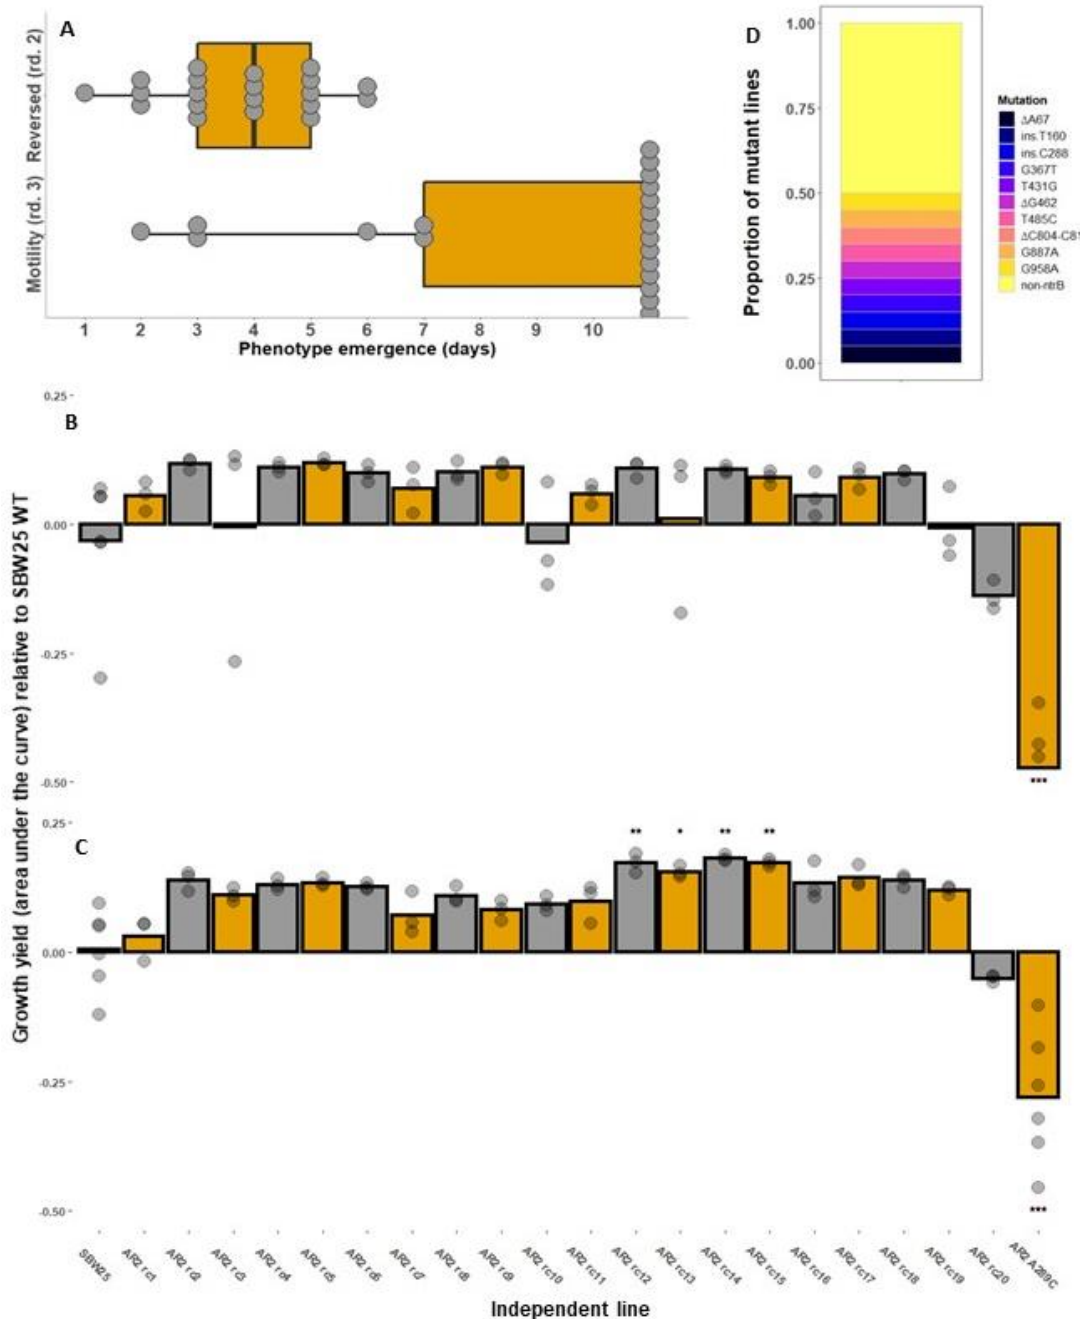 A
Reversed (rd. 2)
Motility (rd. 3)
1 2 3 4 5 6 7 8 9 10
Phenotype emergence (days)
D
Proportion of mutant lines
1.00
0.75
0.50
0.25
0.00
Mutation
ΔA67
ins.T160
ins.C288
G367T
T431G
ΔG462
T485C
ΔC804-C81
G887A
G958A
non-ntrB
Growth yield (area under the curve) relative to SBW25 WT
B
0.25
0.00
-0.25
-0.50
***
C
0.25
0.00
-0.25
-0.50
** * ** **
***
SBW25
AR2 rc1
AR2 rc2
AR2 rc3
AR2 rc4
AR2 rc5
AR2 rc6
AR2 rc7
AR2 rc8
AR2 rc9
AR2 rc10
AR2 rc11
AR2 rc12
AR2 rc13
AR2 rc14
AR2 rc15
AR2 rc16
AR2 rc17
AR2 rc18
AR2 rc19
AR2 rc20
AR2 A289C
Independent line